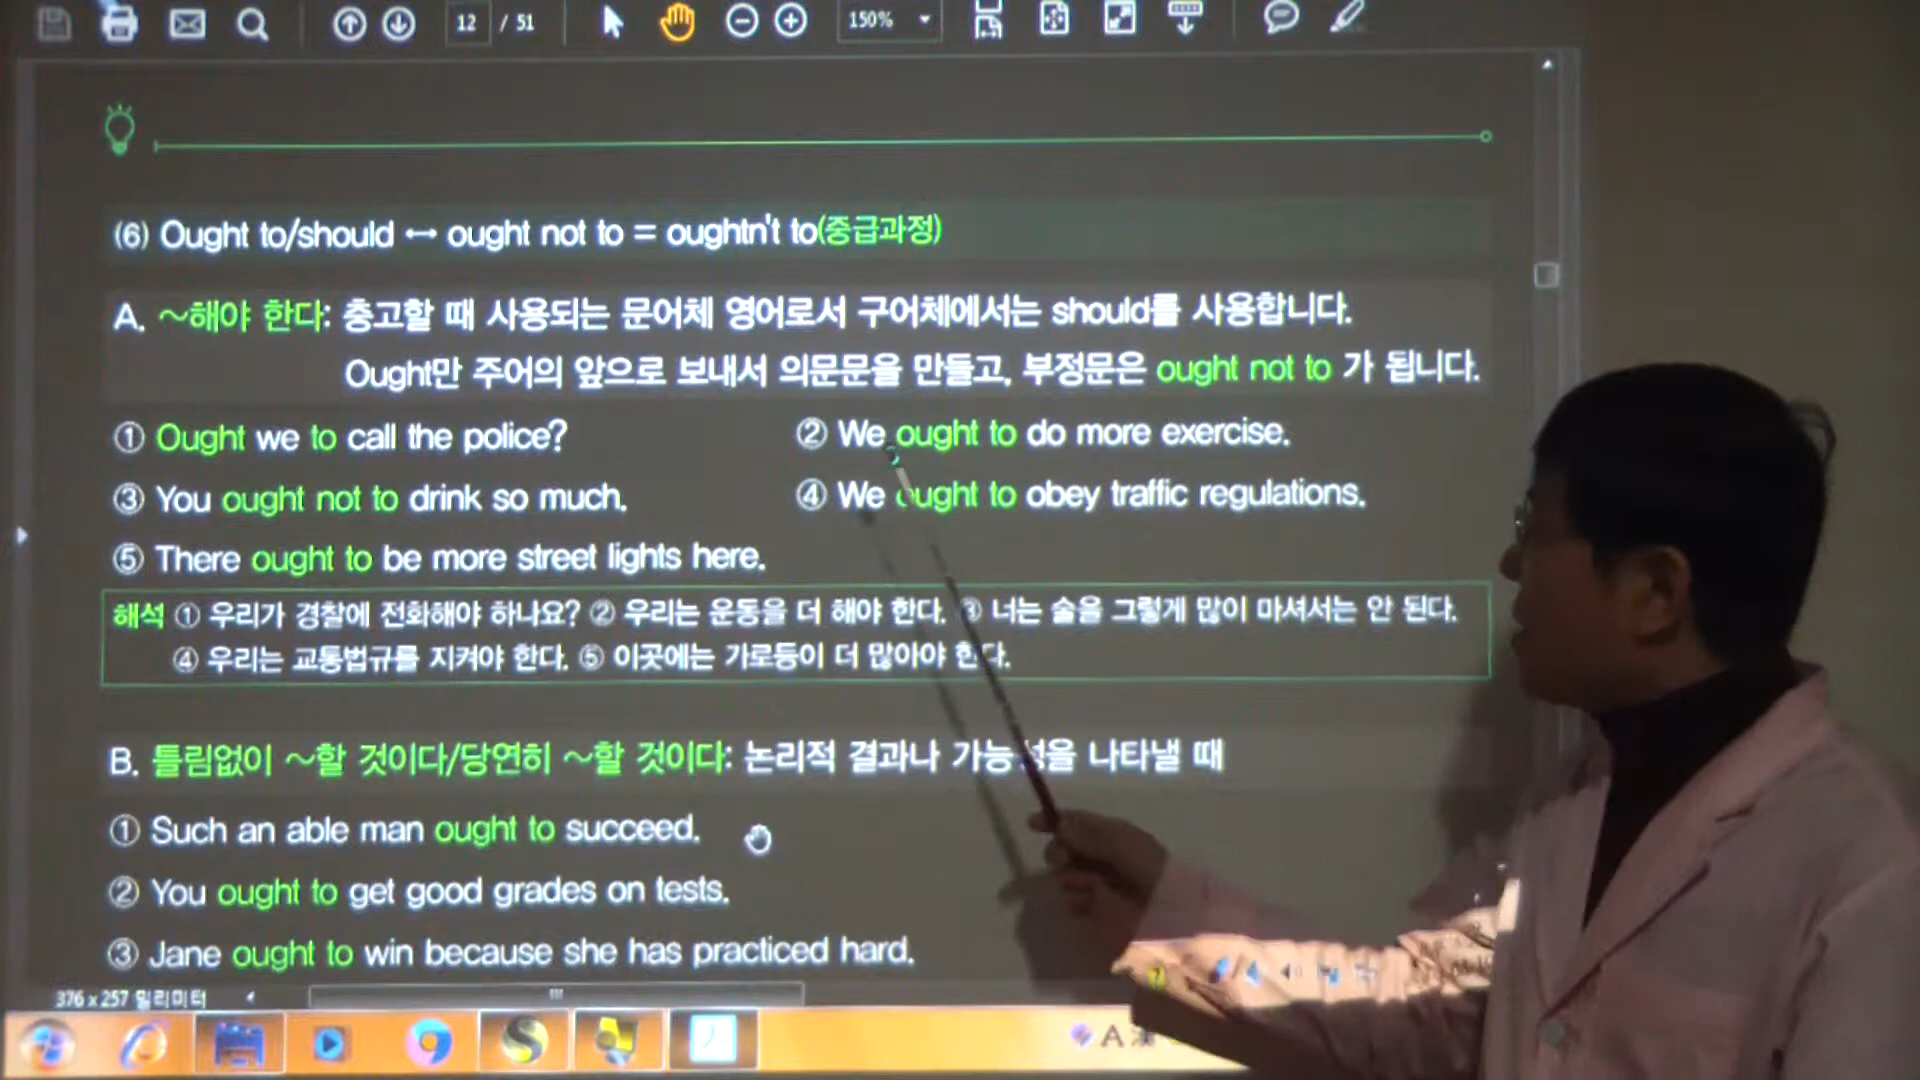 12 / 51
150%
(6) Ought to/should ↔ ought not to = oughtn't to(중급과정)
A. ～해야 한다: 충고할 때 사용되는 문어체 영어로서 구어체에서는 should를 사용합니다.
Ought만 주어의 앞으로 보내서 의문문을 만들고, 부정문은 ought not to 가 됩니다.
① Ought we to call the police?
② We ought to do more exercise.
③ You ought not to drink so much.
④ We ought to obey traffic regulations.
⑤ There ought to be more street lights here.
해석 ① 우리가 경찰에 전화해야 하나요? ② 우리는 운동을 더 해야 한다. ③ 너는 술을 그렇게 많이 마셔서는 안 된다.
④ 우리는 교통법규를 지켜야 한다. ⑤ 이곳에는 가로등이 더 많아야 한다.
B. 틀림없이 ～할 것이다/당연히 ～할 것이다: 논리적 결과나 가능성을 나타낼 때
① Such an able man ought to succeed.
② You ought to get good grades on tests.
③ Jane ought to win because she has practiced hard.
376 x 257 밀리미터
A 漢